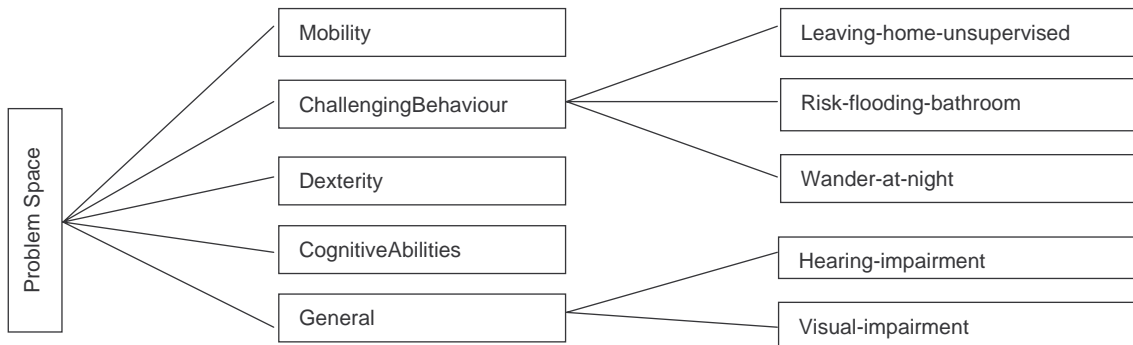 Problem Space
Mobility
ChallengingBehaviour
Dexterity
CognitiveAbilities
General
Leaving-home-unsupervised
Risk-flooding-bathroom
Wander-at-night
Hearing-impairment
Visual-impairment